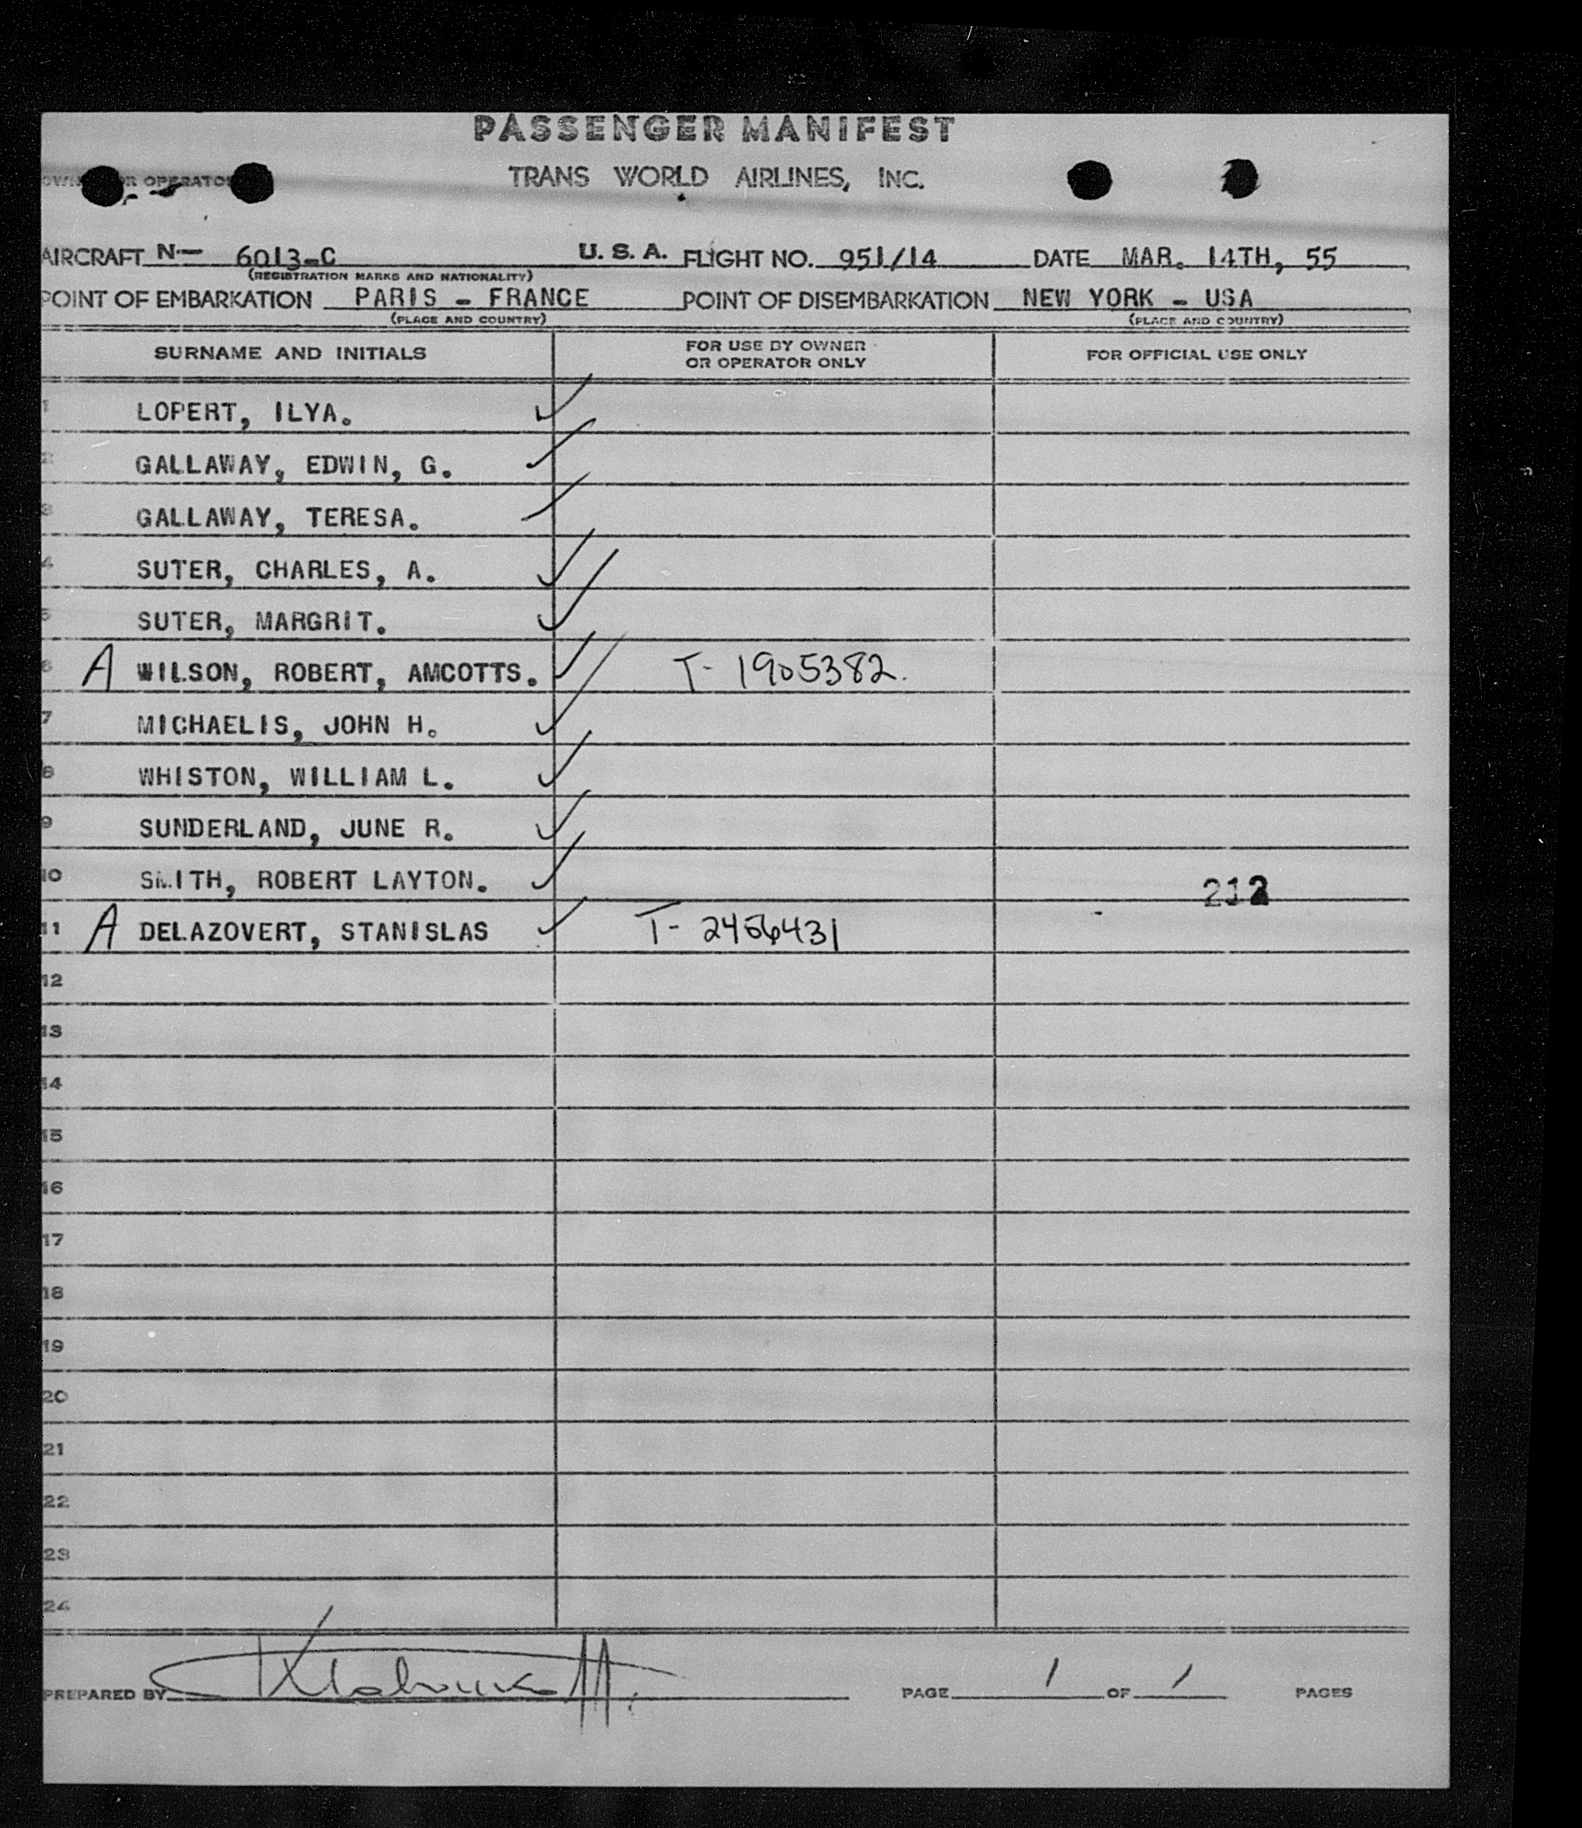 PASSENGER MANIFEST
OR OPERATOR TRANS WORLD AIRLINES, INC.
AIRCRAFT N- 6013-C U. S. A. FLIGHT NO. 951/14 DATE MAR. 14TH, 55
(REGISTRATION MARKS AND NATIONALITY)
POINT OF EMBARKATION PARIS - FRANCE POINT OF DISEMBARKATION NEW YORK - USA
(PLACE AND COUNTRY) (PLACE AND COUNTRY)
SURNAME AND INITIALS FOR USE BY OWNER OR OPERATOR ONLY FOR OFFICIAL USE ONLY
1 LOPERT, ILYA.
2 GALLAWAY, EDWIN, G.
3 GALLAWAY, TERESA.
4 SUTER, CHARLES, A.
5 SUTER, MARGRIT.
6 A WILSON, ROBERT, AMCOTTS. T- 1905382.
7 MICHAELIS, JOHN H.
8 WHISTON, WILLIAM L.
9 SUNDERLAND, JUNE R.
10 SMITH, ROBERT LAYTON. 212
11 A DELAZOVERT, STANISLAS T- 2456431
12
13
14
15
16
17
18
19
20
21
22
23
24
PREPARED BY PAGE 1 OF 1 PAGES